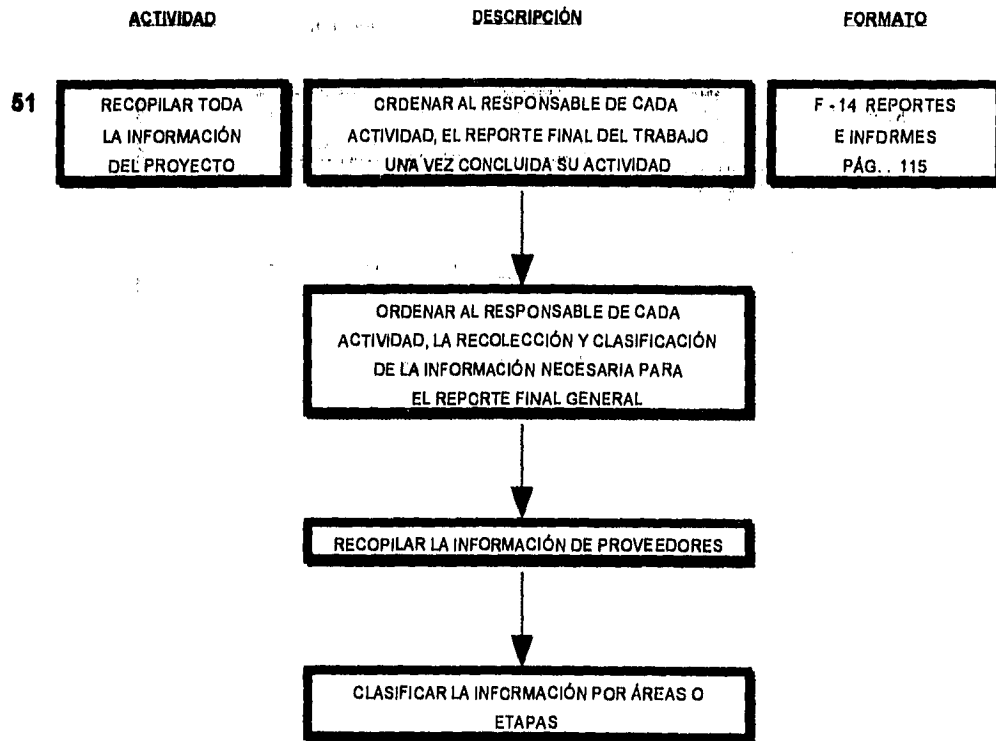 ACTIVIDAD DESCRIPCIÓN FORMATO
51
RECOPILAR TODA
LA INFORMACIÓN
DEL PROYECTO
ORDENAR AL RESPONSABLE DE CADA
ACTIVIDAD, EL REPORTE FINAL DEL TRABAJO
UNA VEZ CONCLUIDA SU ACTIVIDAD
F - 14 REPORTES
E INFORMES
PÁG. . 115
ORDENAR AL RESPONSABLE DE CADA
ACTIVIDAD, LA RECOLECCIÓN Y CLASIFICACIÓN
DE LA INFORMACIÓN NECESARIA PARA
EL REPORTE FINAL GENERAL
RECOPILAR LA INFORMACIÓN DE PROVEEDORES
CLASIFICAR LA INFORMACIÓN POR ÁREAS O
ETAPAS